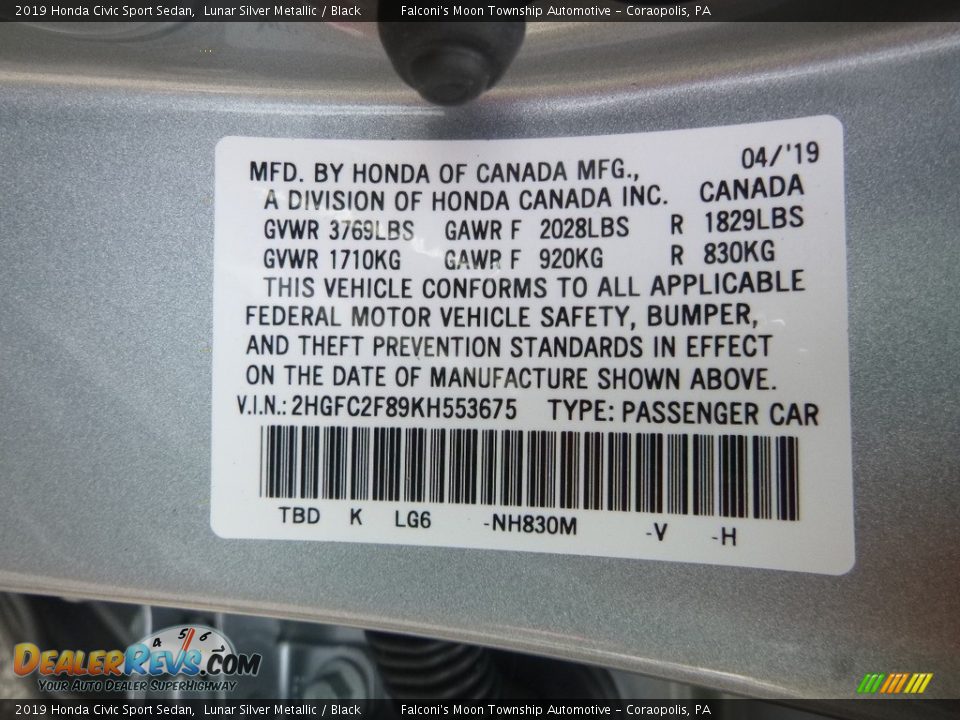 2019 Honda Civic Sport Sedan, Lunar Silver Metallic / Black Falconi's Moon Township Automotive - Coraopolis, PA
04/'19
MFD. BY HONDA OF CANADA MFG.,
A DIVISION OF HONDA CANADA INC. CANADA
GVWR 3769LBS GAWR F 2028LBS R 1829LBS
GVWR 1710KG GAWR F 920KG R 830KG
THIS VEHICLE CONFORMS TO ALL APPLICABLE
FEDERAL MOTOR VEHICLE SAFETY, BUMPER,
AND THEFT PREVENTION STANDARDS IN EFFECT
ON THE DATE OF MANUFACTURE SHOWN ABOVE.
V.I.N.: 2HGFC2F89KH553675 TYPE: PASSENGER CAR
TBD K LG6 -NH830M -V -H
4 5 6
DEALERREVS.COM
YOUR AUTO DEALER SUPERHIGHWAY
2019 Honda Civic Sport Sedan, Lunar Silver Metallic / Black Falconi's Moon Township Automotive - Coraopolis, PA